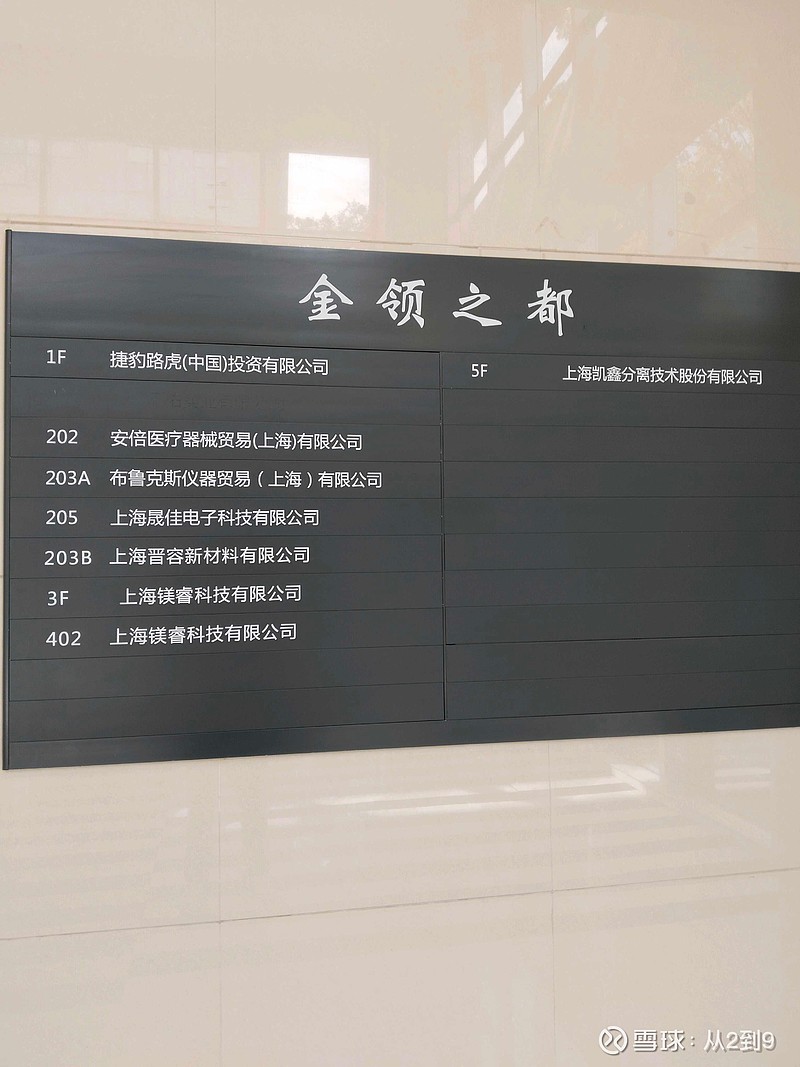 金领之都
1F 捷豹路虎(中国)投资有限公司
202 安倍医疗器械贸易(上海)有限公司
203A 布鲁克斯仪器贸易（上海）有限公司
205 上海晟佳电子科技有限公司
203B 上海晋容新材料有限公司
3F 上海镁睿科技有限公司
402 上海镁睿科技有限公司
5F 上海凯鑫分离技术股份有限公司
雪球：从2到9